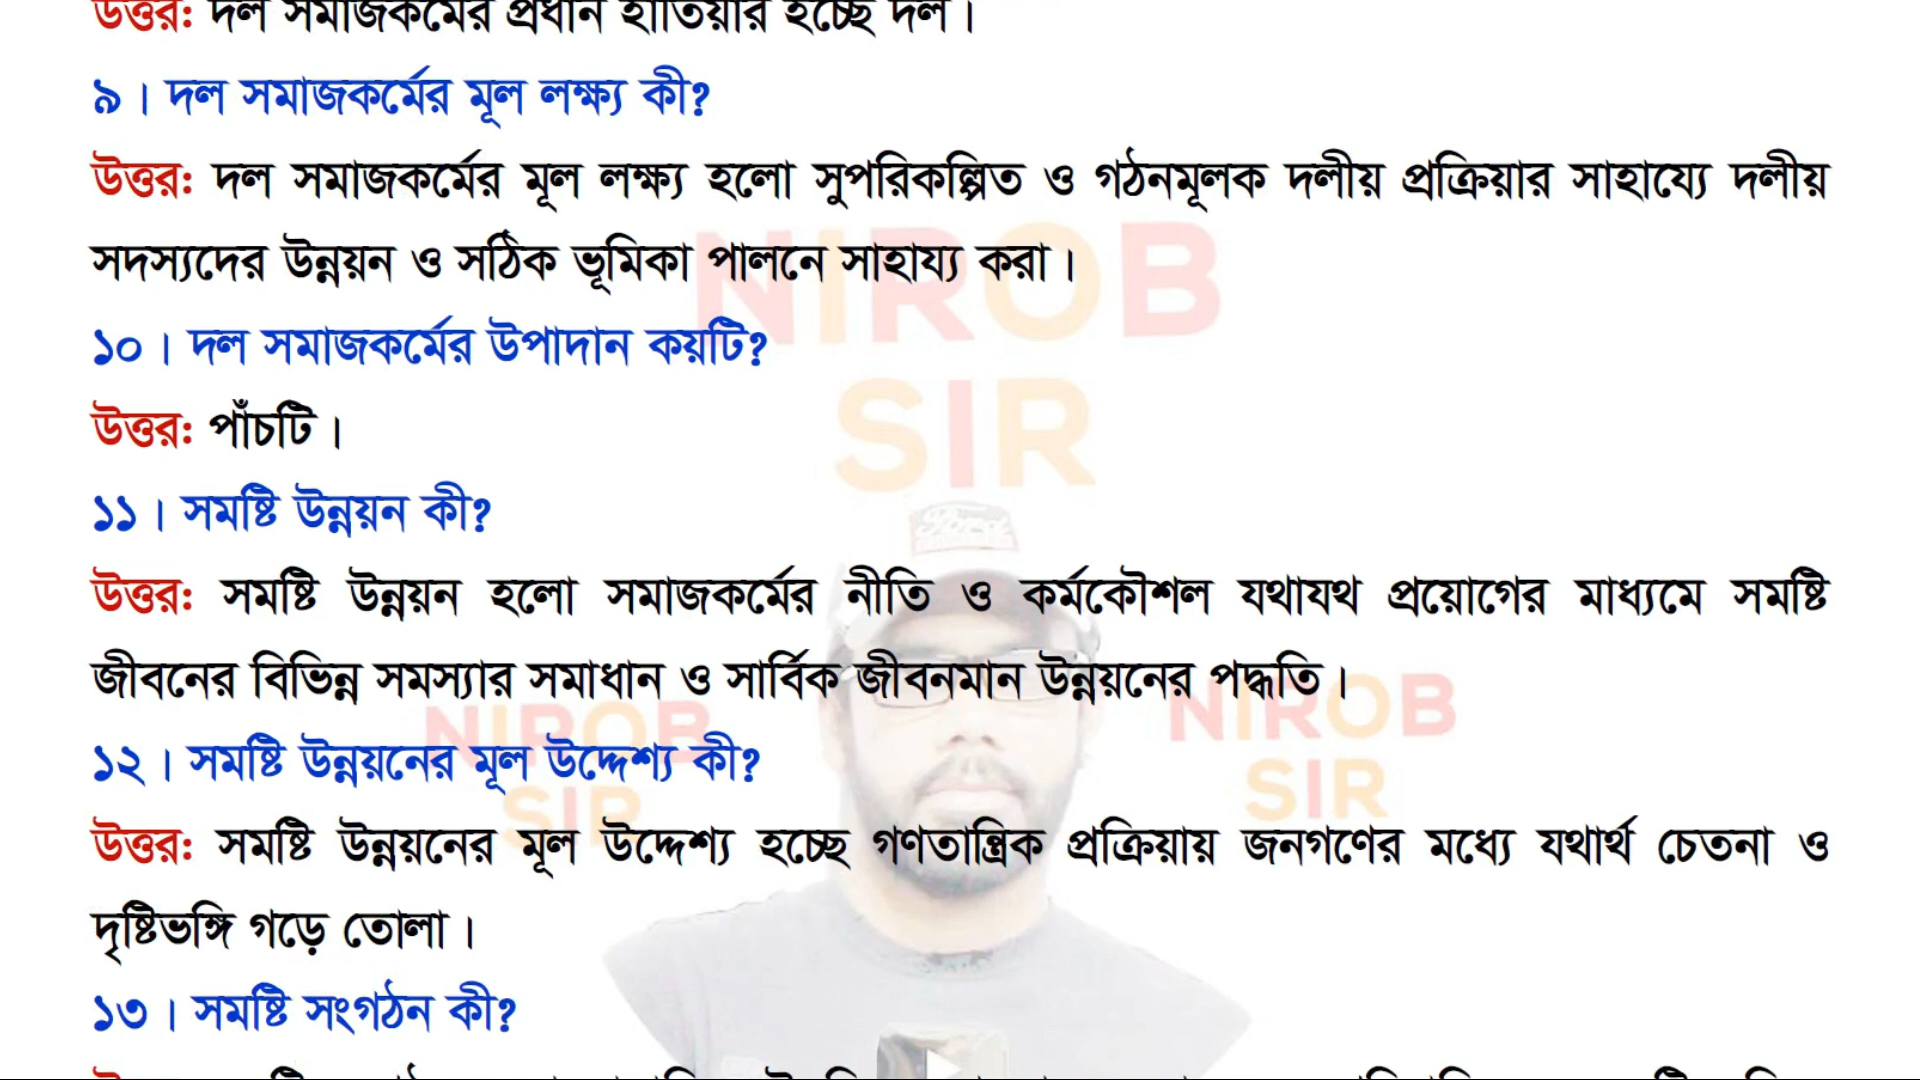 উত্তর: দল সমাজকর্মের প্রধান হাতিয়ার হচ্ছে দল।
৯। দল সমাজকর্মের মূল লক্ষ্য কী?
উত্তর: দল সমাজকর্মের মূল লক্ষ্য হলো সুপরিকল্পিত ও গঠনমূলক দলীয় প্রক্রিয়ার সাহায্যে দলীয়
সদস্যদের উন্নয়ন ও সঠিক ভূমিকা পালনে সাহায্য করা।
NIROB
১০। দল সমাজকর্মের উপাদান কয়টি?
SIR
উত্তর: পাঁচটি।
১১। সমষ্টি উন্নয়ন কী?
Ford
উত্তর: সমষ্টি উন্নয়ন হলো সমাজকর্মের নীতি ও কর্মকৌশল যথাযথ প্রয়োগের মাধ্যমে সমষ্টি
জীবনের বিভিন্ন সমস্যার সমাধান ও সার্বিক জীবনমান উন্নয়নের পদ্ধতি।
NIROB NIROB
১২। সমষ্টি উন্নয়নের মূল উদ্দেশ্য কী?
SIR SIR
উত্তর: সমষ্টি উন্নয়নের মূল উদ্দেশ্য হচ্ছে গণতান্ত্রিক প্রক্রিয়ায় জনগণের মধ্যে যথার্থ চেতনা ও
দৃষ্টিভঙ্গি গড়ে তোলা।
১৩। সমষ্টি সংগঠন কী?